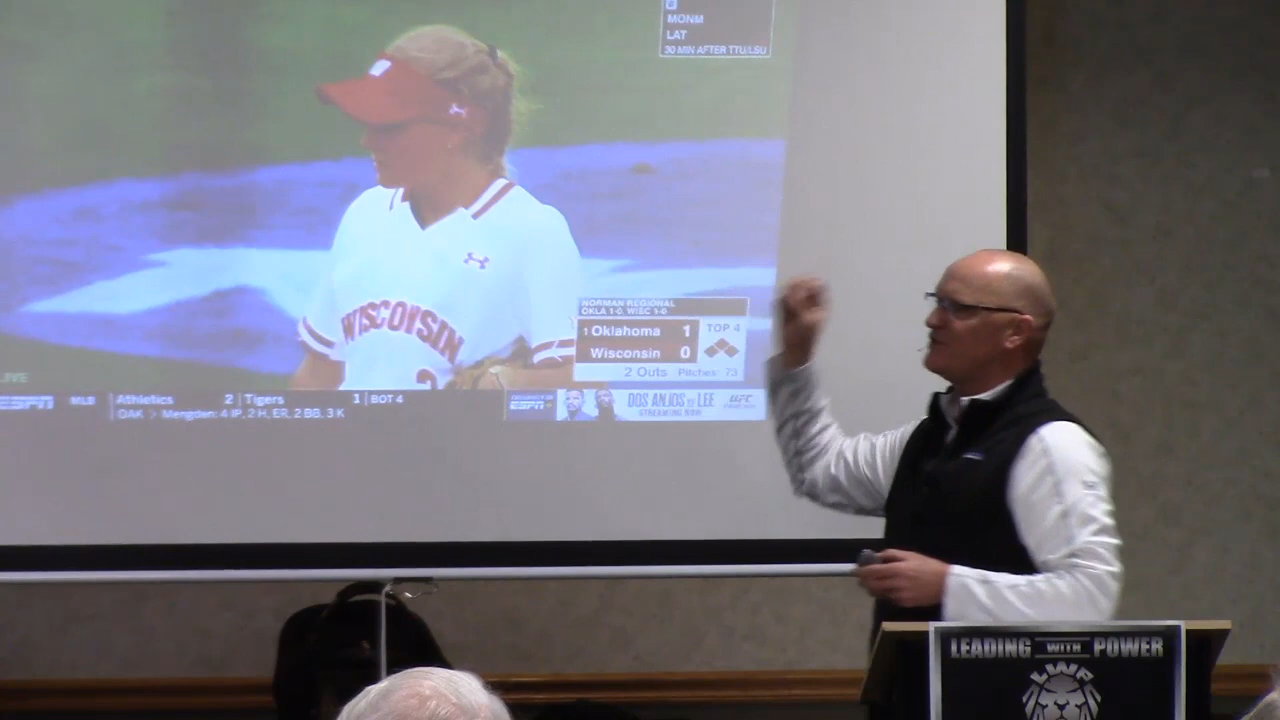 MONM
LAT
30 MIN AFTER TTU/LSU
W
WISCONSIN
NORMAN REGIONAL
OKLA 1-0, WISC 1-0
1 Oklahoma 1 TOP 4
Wisconsin 0
2 Outs Pitches: 73
LIVE
ESPN MLB Athletics 2 Tigers 1 BOT 4
OAK > Mengden: 4 IP, 2 H, ER, 2 BB, 3 K
ESPN+ DOS ANJOS VS LEE UFC
STREAMING NOW
LEADING WITH POWER
LWP